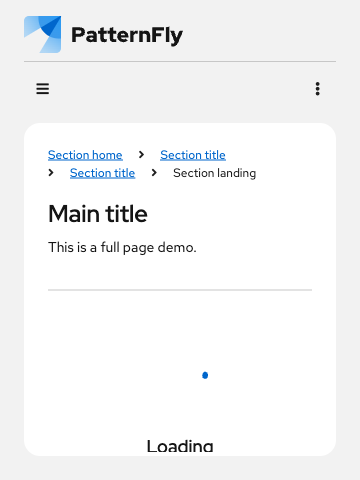 PatternFly
Section home
Section title
Section title
Section landing
Main title
This is a full page demo.
Loading